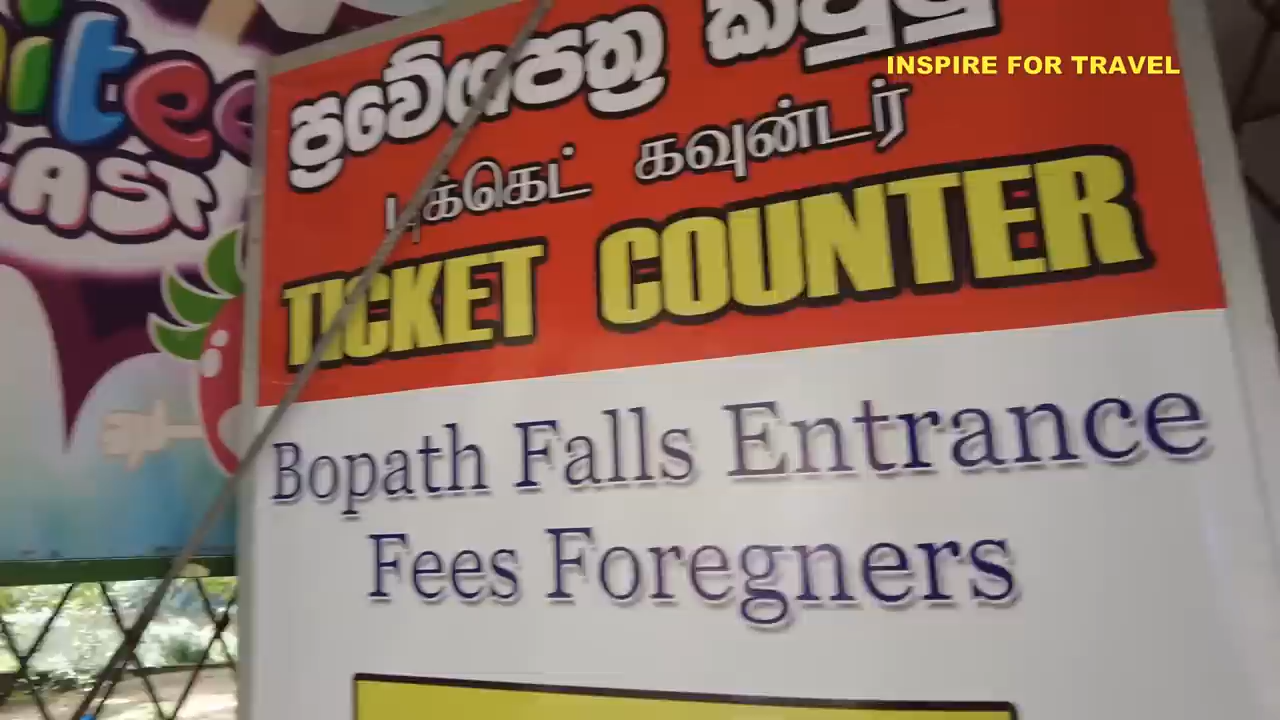 INSPIRE FOR TRAVEL
ප්‍රවේශපත්‍ර කවුළුව
டிக்கெட் கவுண்டர்
TICKET COUNTER
Bopath Falls Entrance
Fees Foregners